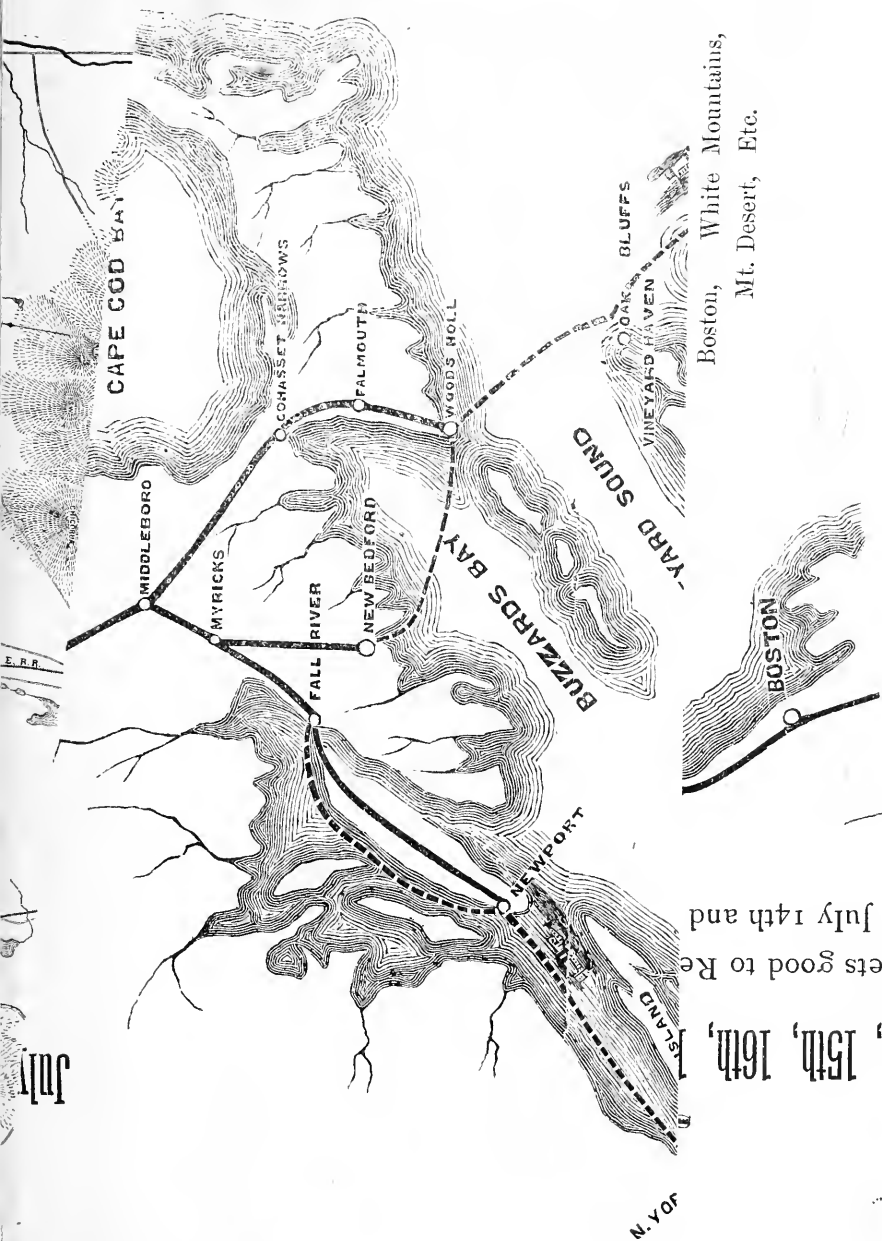 CAPE COD BAY
MIDDLEBORO
COHASSET NARROWS
MYRICKS
FALMOUTH
FALL RIVER
NEW BEDFORD
WOODS HOLL
BUZZARDS BAY
-YARD SOUND
OAK BLUFFS
VINEYARD HAVEN
NEWPORT
ISLAND
N. YOR
E. R.R.
BOSTON
Boston, White Mountains,
Mt. Desert, Etc.
July
, 15th, 16th, 1
ets good to Re
July 14th and